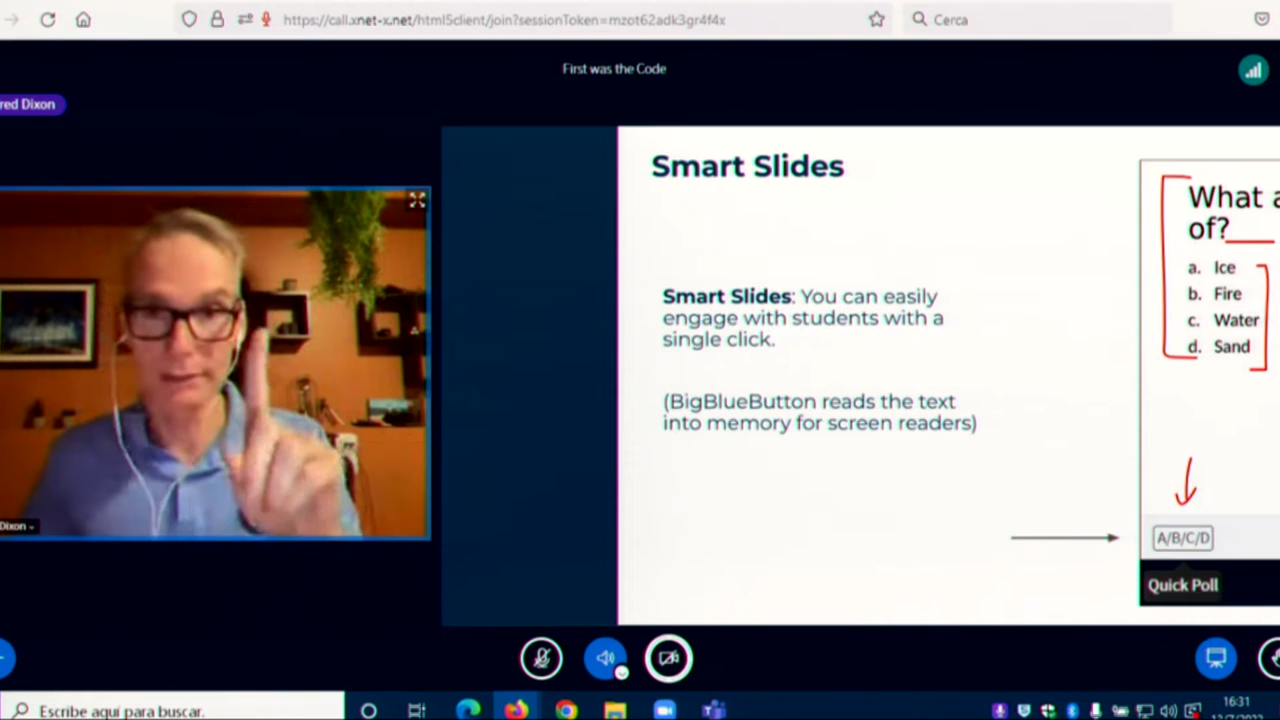 https://call.xnet-x.net/html5client/join?sessionToken=mzot62adk3gr4f4x
Cerca
First was the Code
red Dixon
Smart Slides
Smart Slides: You can easily
engage with students with a
single click.
(BigBlueButton reads the text
into memory for screen readers)
What a
of?
a. Ice
b. Fire
c. Water
d. Sand
A/B/C/D
Quick Poll
Dixon
Escribe aquí para buscar.
16:31